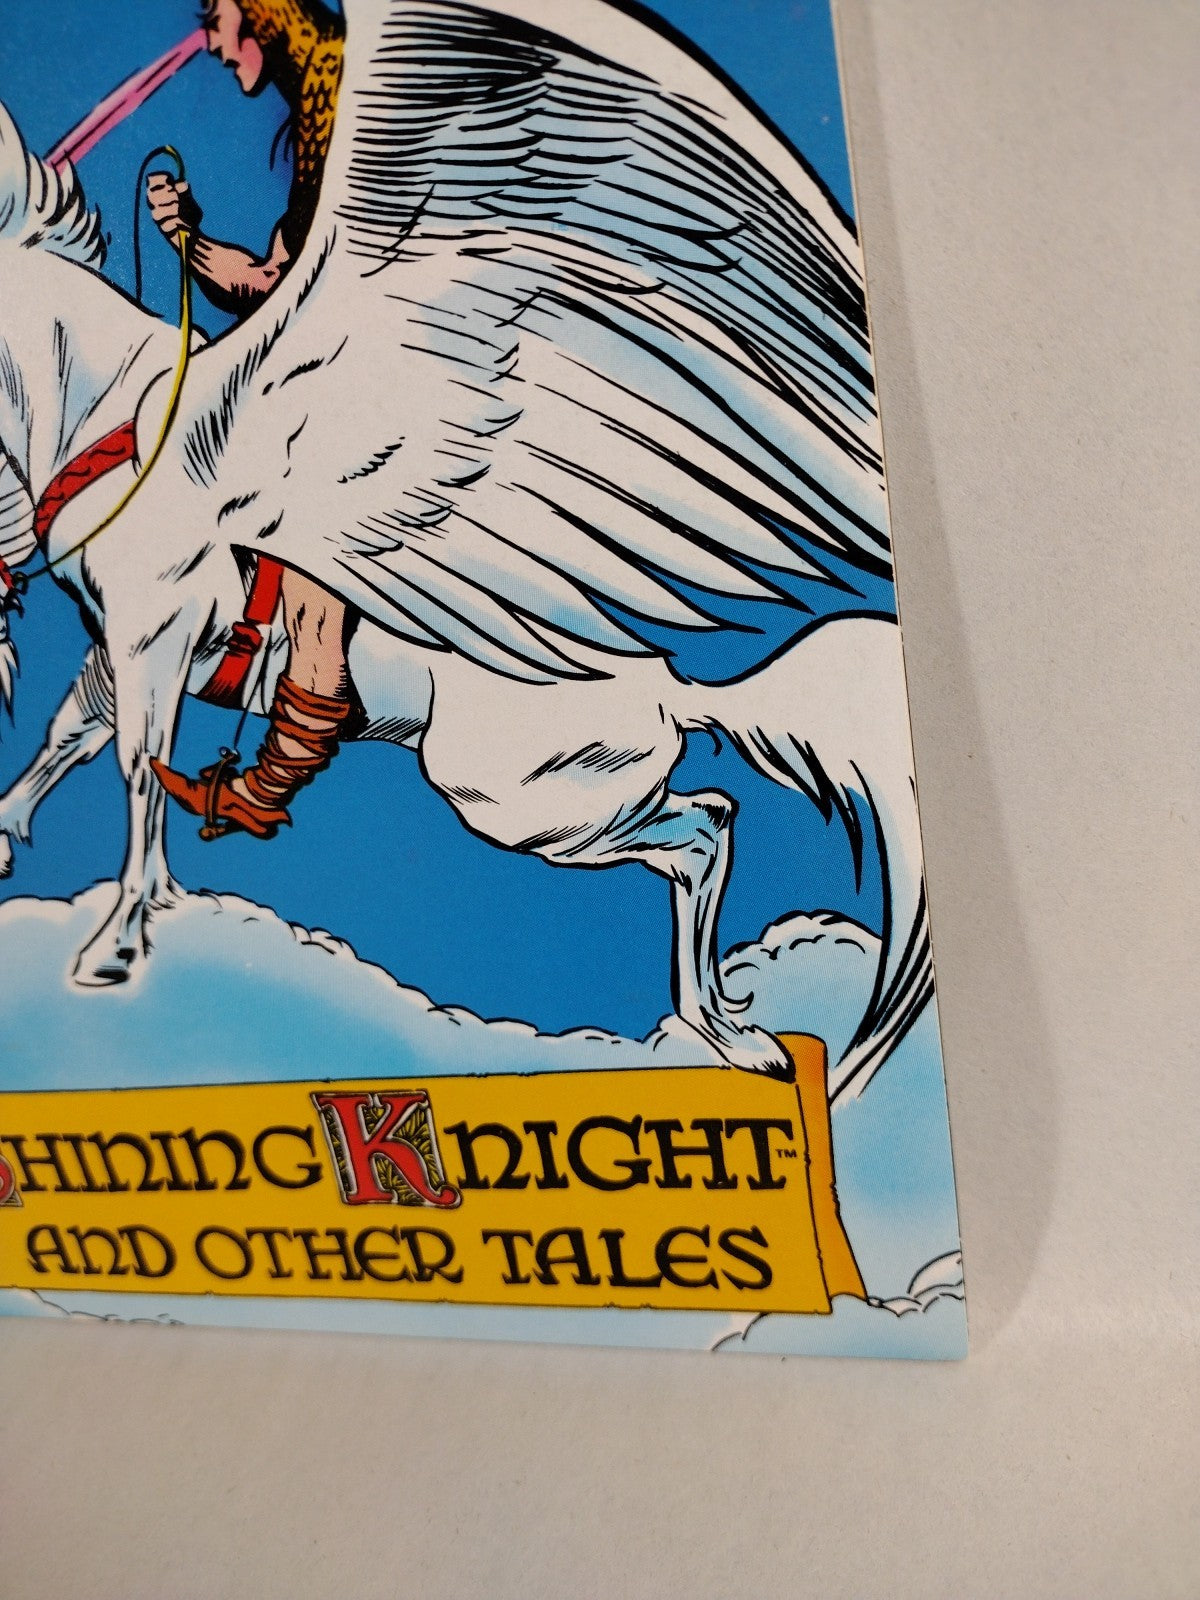 SHINING KNIGHT™
AND OTHER TALES